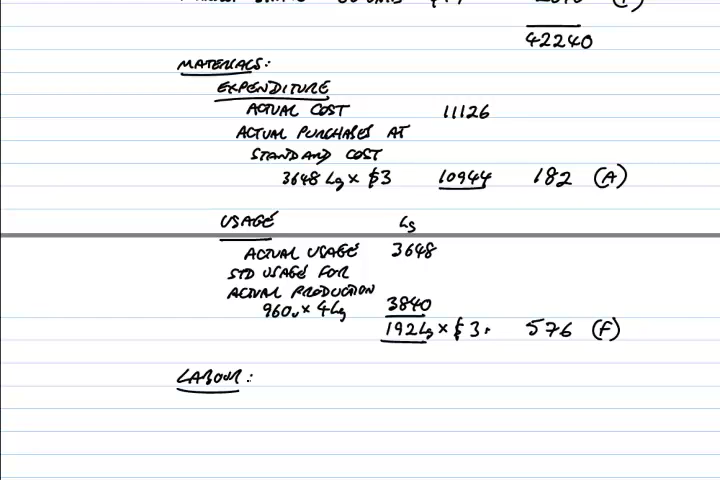 42240
MATERIALS:
EXPENDITURE
ACTUAL COST 11126
ACTUAL PURCHASES AT
STANDARD COST
3648 kg x $3 10944 182 (A)
USAGE kg
ACTUAL USAGE 3648
STD USAGE FOR
ACTUAL PRODUCTION
960u x 4kg 3840
192kg x $3. 576 (F)
LABOUR: